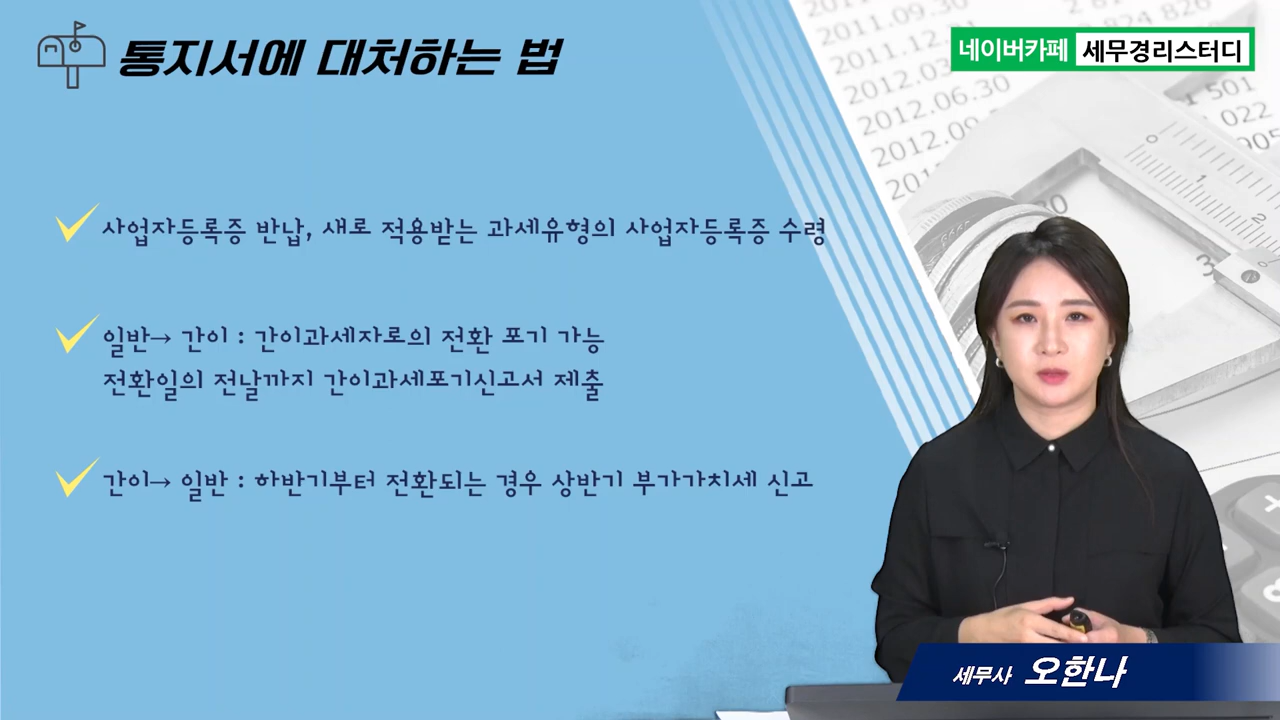 통지서에 대처하는 법
네이버카페 세무경리스터디
사업자등록증 반납, 새로 적용받는 과세유형의 사업자등록증 수령
일반→ 간이 : 간이과세자로의 전환 포기 가능
전환일의 전날까지 간이과세포기신고서 제출
간이→ 일반 : 하반기부터 전환되는 경우 상반기 부가가치세 신고
세무사 오한나
2011.09.30
2012.06.30